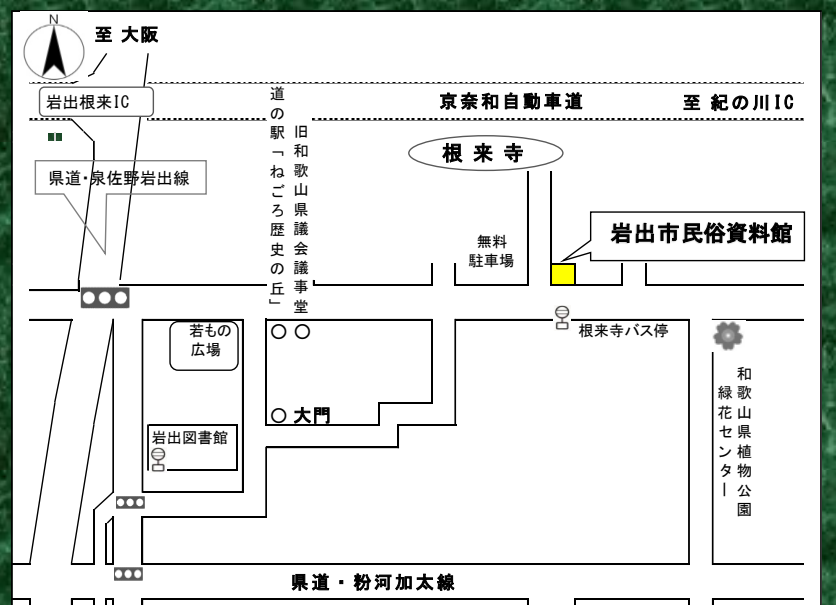 N
至 大阪
岩出根来IC
京奈和自動車道
至 紀の川IC
道の駅「ねごろ歴史の丘」
旧和歌山県議会議事堂
根来寺
県道・泉佐野岩出線
無料
駐車場
岩出市民俗資料館
若もの
広場
根来寺バス停
大門
岩出図書館
和歌山県植物公園
緑花センター
県道・粉河加太線